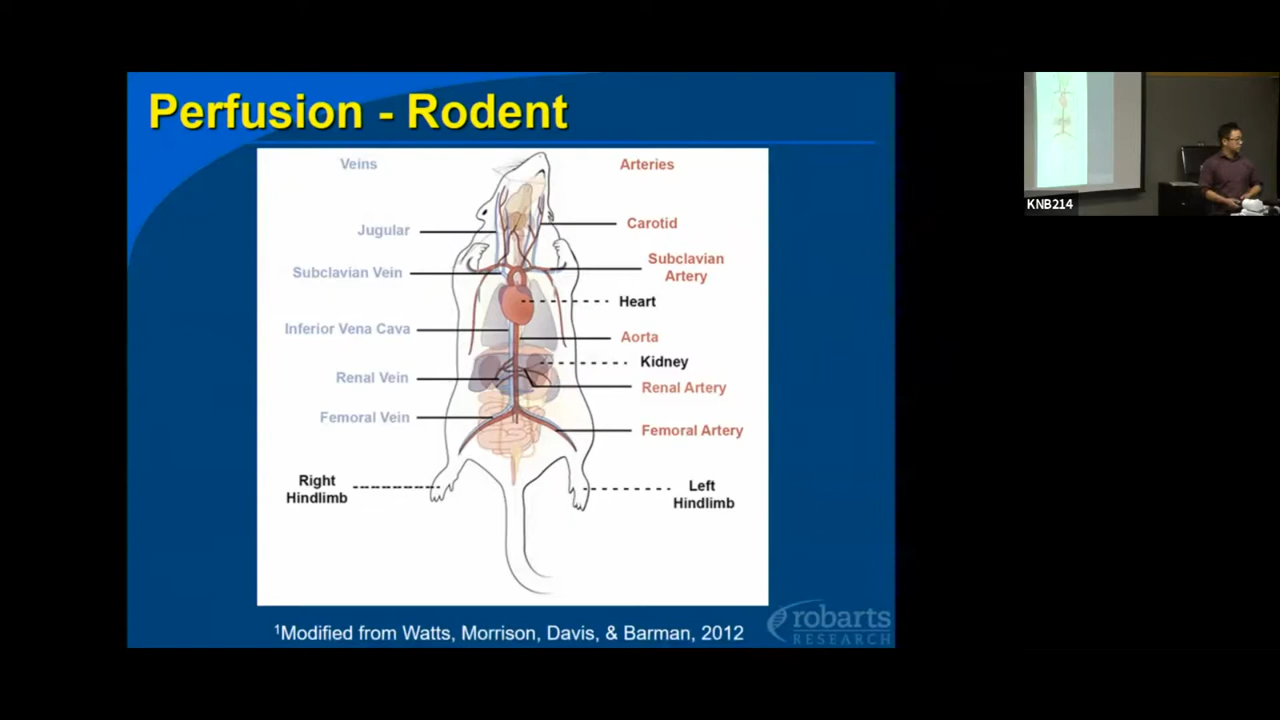 Perfusion - Rodent
Veins
Arteries
Jugular
Carotid
Subclavian Vein
Subclavian
Artery
Heart
Inferior Vena Cava
Aorta
Kidney
Renal Vein
Renal Artery
Femoral Vein
Femoral Artery
Right
Hindlimb
Left
Hindlimb
¹Modified from Watts, Morrison, Davis, & Barman, 2012
robarts
RESEARCH
KNB214